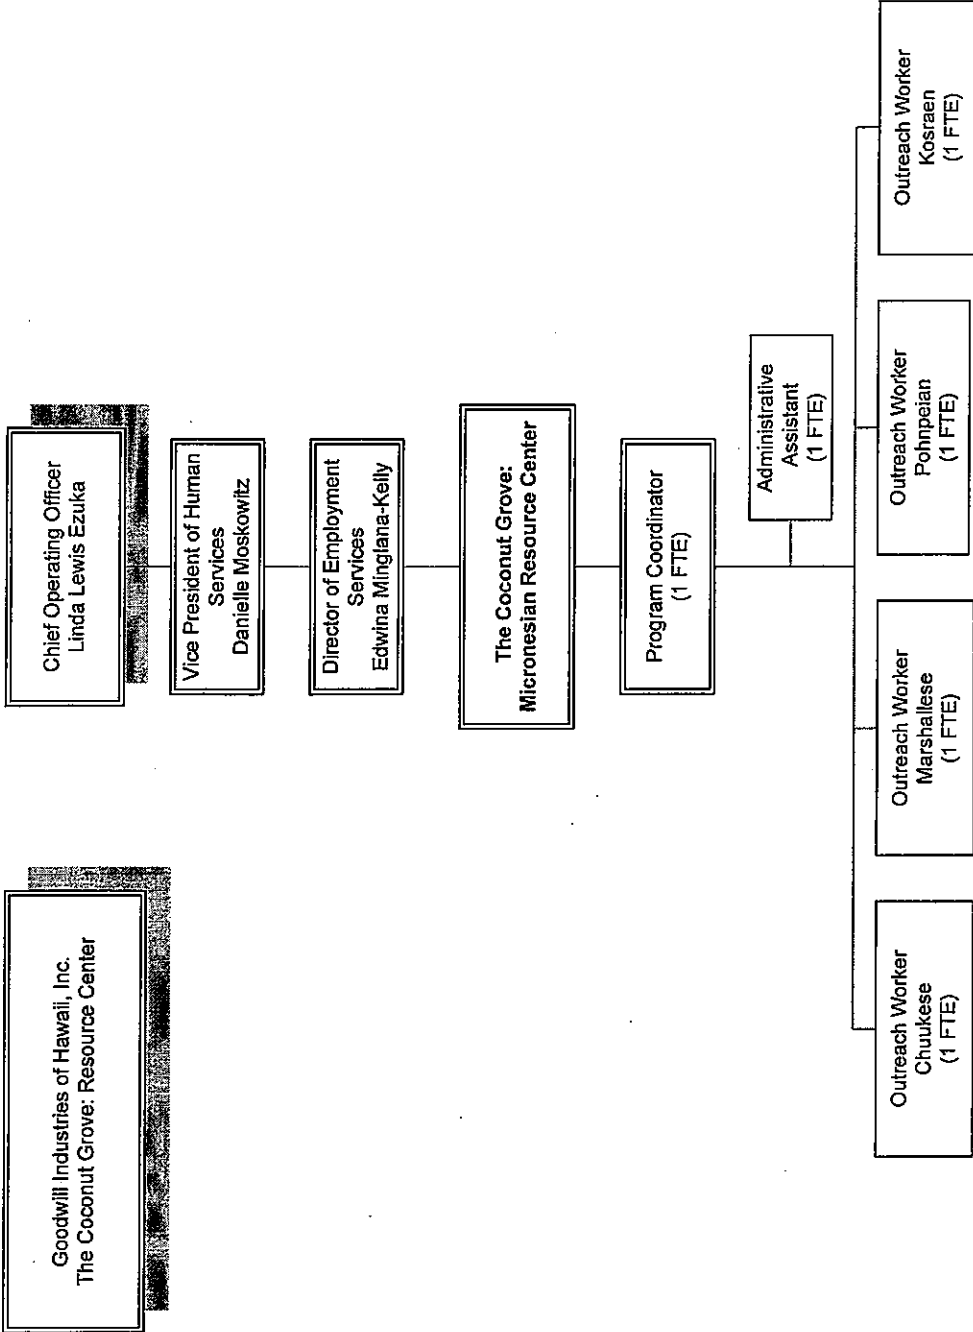 Goodwill Industries of Hawaii, Inc.
The Coconut Grove: Resource Center
Chief Operating Officer
Linda Lewis Ezuka
Vice President of Human
Services
Danielle Moskowitz
Director of Employment
Services
Edwina Minglana-Kelly
The Coconut Grove:
Micronesian Resource Center
Program Coordinator
(1 FTE)
Administrative
Assistant
(1 FTE)
Outreach Worker
Chuukese
(1 FTE)
Outreach Worker
Marshallese
(1 FTE)
Outreach Worker
Pohnpeian
(1 FTE)
Outreach Worker
Kosraen
(1 FTE)